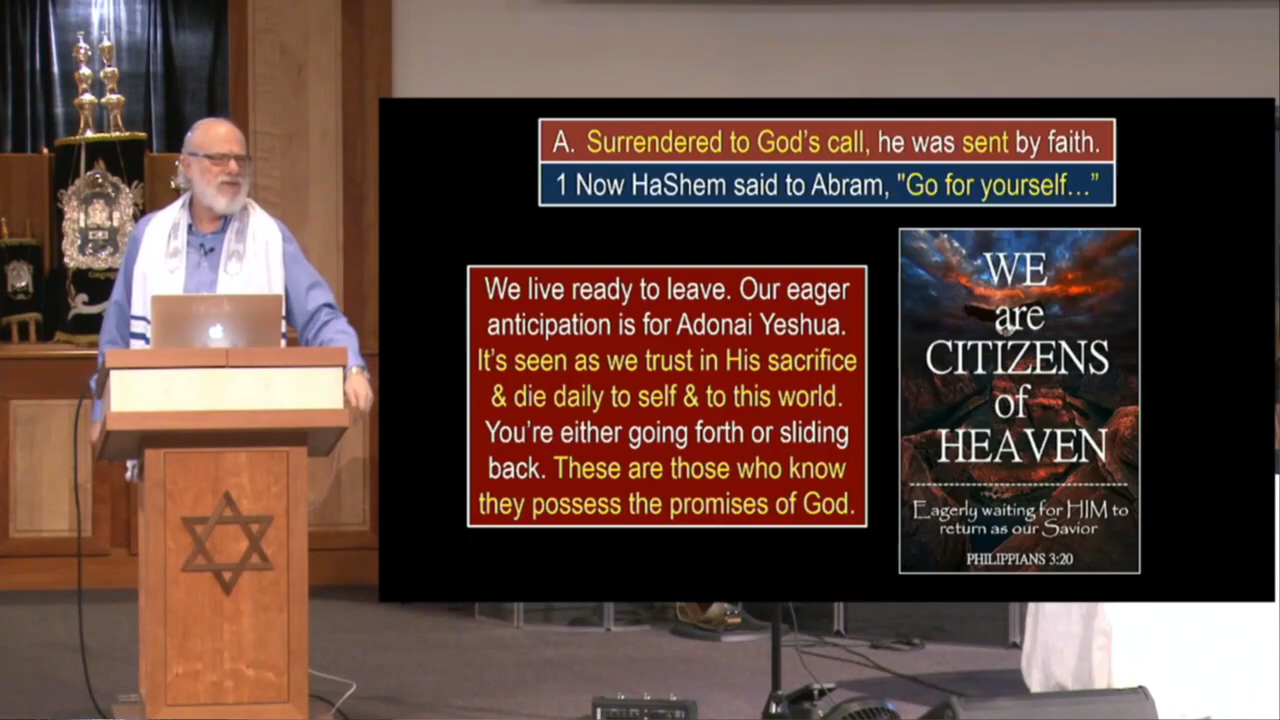 A. Surrendered to God’s call, he was sent by faith.
1 Now HaShem said to Abram, "Go for yourself…”
We live ready to leave. Our eager
anticipation is for Adonai Yeshua.
It’s seen as we trust in His sacrifice
& die daily to self & to this world.
You’re either going forth or sliding
back. These are those who know
they possess the promises of God.
WE
are
CITIZENS
of
HEAVEN
Eagerly waiting for HIM to
return as our Savior
PHILIPPIANS 3:20